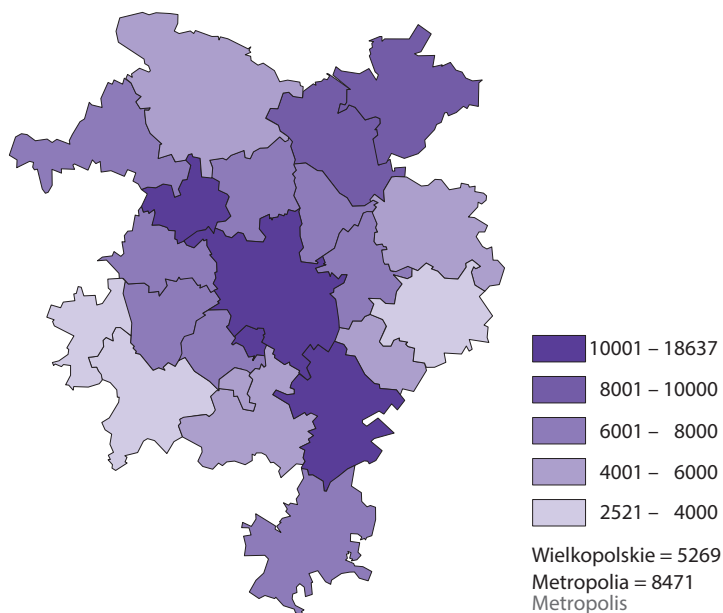 10001 – 18637
8001 – 10000
6001 – 8000
4001 – 6000
2521 – 4000
Wielkopolskie = 5269
Metropolia = 8471
Metropolis